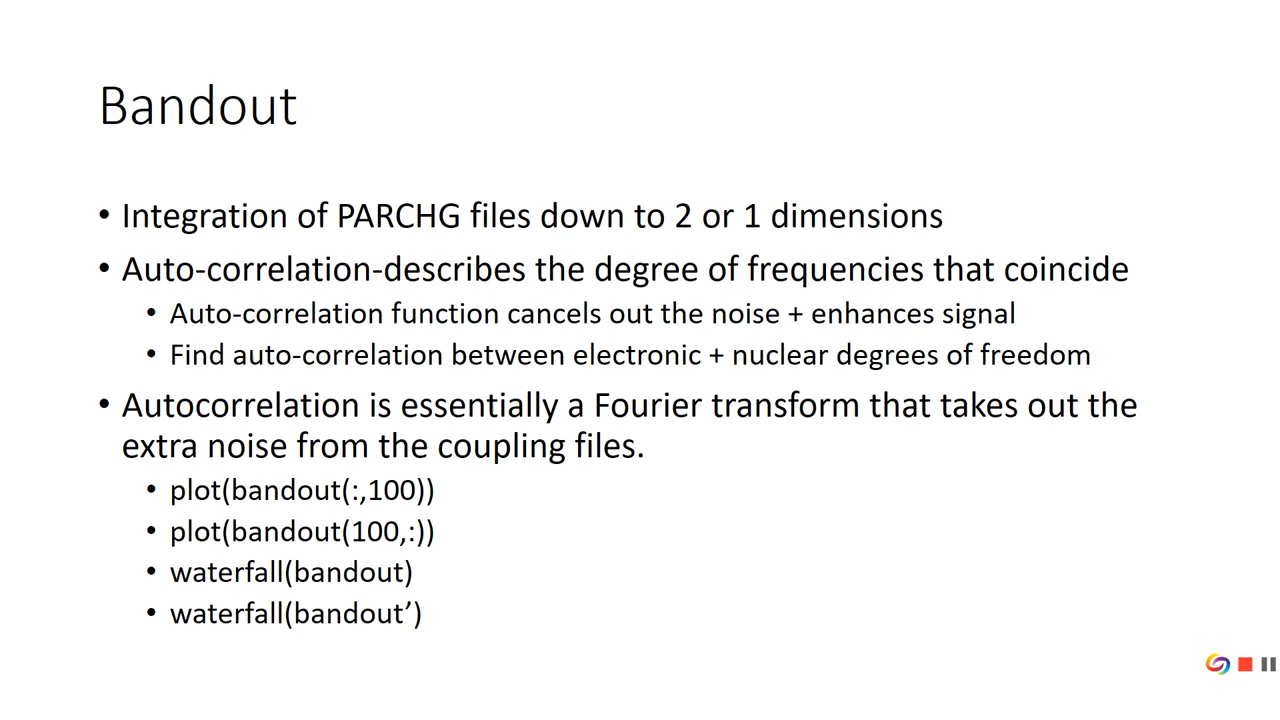 Bandout
• Integration of PARCHG files down to 2 or 1 dimensions
• Auto-correlation-describes the degree of frequencies that coincide
• Auto-correlation function cancels out the noise + enhances signal
• Find auto-correlation between electronic + nuclear degrees of freedom
• Autocorrelation is essentially a Fourier transform that takes out the
extra noise from the coupling files.
• plot(bandout(:,100))
• plot(bandout(100,:))
• waterfall(bandout)
• waterfall(bandout’)